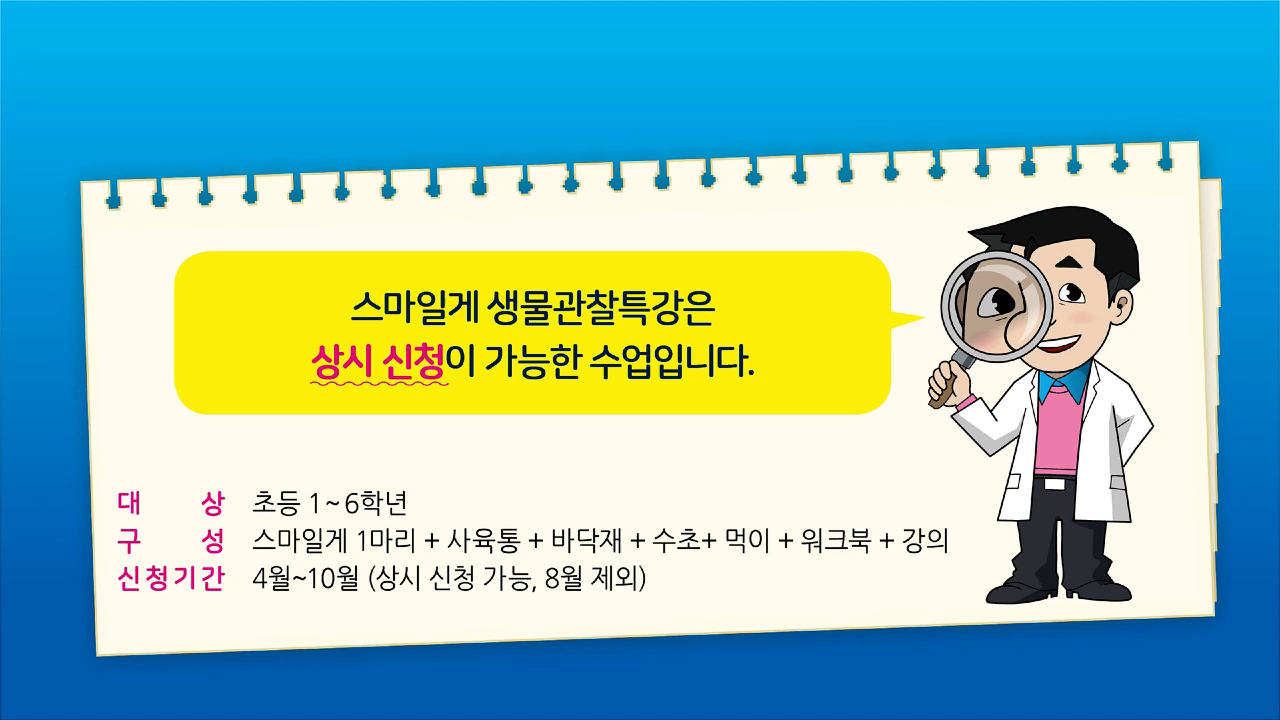 스마일게 생물관찰특강은
상시 신청이 가능한 수업입니다.
대 상 초등 1~6학년
구 성 스마일게 1마리 + 사육통 + 바닥재 + 수초+ 먹이 + 워크북 + 강의
신청기간 4월~10월 (상시 신청 가능, 8월 제외)